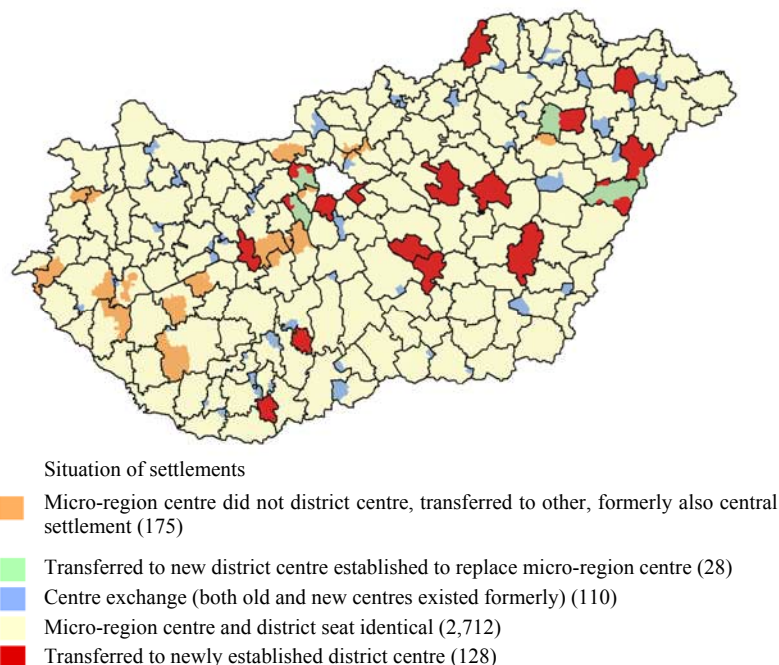 Situation of settlements
Micro-region centre did not district centre, transferred to other, formerly also central
settlement (175)
Transferred to new district centre established to replace micro-region centre (28)
Centre exchange (both old and new centres existed formerly) (110)
Micro-region centre and district seat identical (2,712)
Transferred to newly established district centre (128)